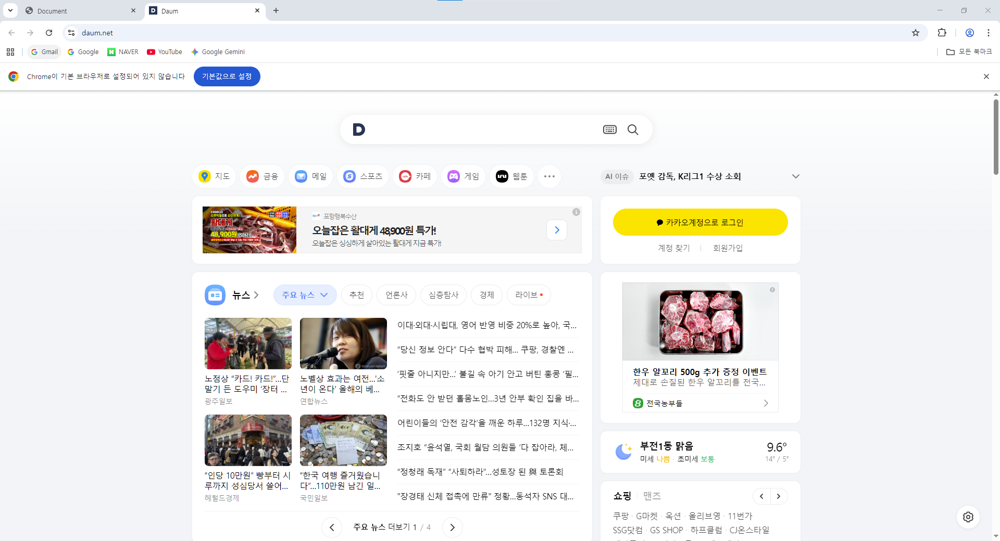 Document
Daum
daum.net
Gmail
Google
NAVER
YouTube
Google Gemini
모든 북마크
Chrome이 기본 브라우저로 설정되어 있지 않습니다
기본값으로 설정
지도
금융
메일
스포츠
카페
게임
웹툰
AI 이슈
포옛 감독, K리그1 수상 소회
활대게
48,900원 [5마리]
포항행복수산
오늘잡은 활대게 48,900원 특가!
오늘잡은 싱싱하게 살아있는 활대게 지금 특가!
카카오계정으로 로그인
계정 찾기
회원가입
뉴스
주요 뉴스
추천
언론사
심층탐사
경제
라이브
노점상 “카드! 카드!”...단
말기 든 도우미 ‘장터 ...
광주일보
YONHAP NEWS
노벨상 효과는 여전...'소
년이 온다' 올해의 베...
연합뉴스
“인당 10만원” 빵부터 시
루까지 성심당서 쓸어...
헤럴드경제
“한국 여행 즐거웠습니
다”...110만원 남긴 일...
국민일보
이대·외대·시립대, 영어 반영 비중 20%로 높아, 국...
“당신 정보 안다” 다수 협박 피해... 쿠팡, 경찰엔 ...
‘핏줄 아니지만...’ 불길 속 아기 안고 버틴 홍콩 ‘필...
“전화도 안 받던 홀몸노인...3년 안부 확인 집을 바...
어린이들의 ‘안전 감각’을 깨운 하루...132명 지식·...
조지호 “윤석열, 국회 월담 의원들 ‘다 잡아라, 체...
“정청래 독재” “사퇴하라”...성토장 된 與 토론회
"장경태 신체 접촉에 만류" 정황...동석자 SNS 대...
주요 뉴스 더보기 1 / 4
한우 알꼬리 500g 추가 증정 이벤트
제대로 손질된 한우 알꼬리를 전국...
전국농부들
부전1동 맑음
미세 나쁨 · 초미세 보통
9.6°
14° / 5°
쇼핑
맨즈
쿠팡 · G마켓 · 옥션 · 올리브영 · 11번가
SSG닷컴 · GS SHOP · 하프클럽 · CJ온스타일